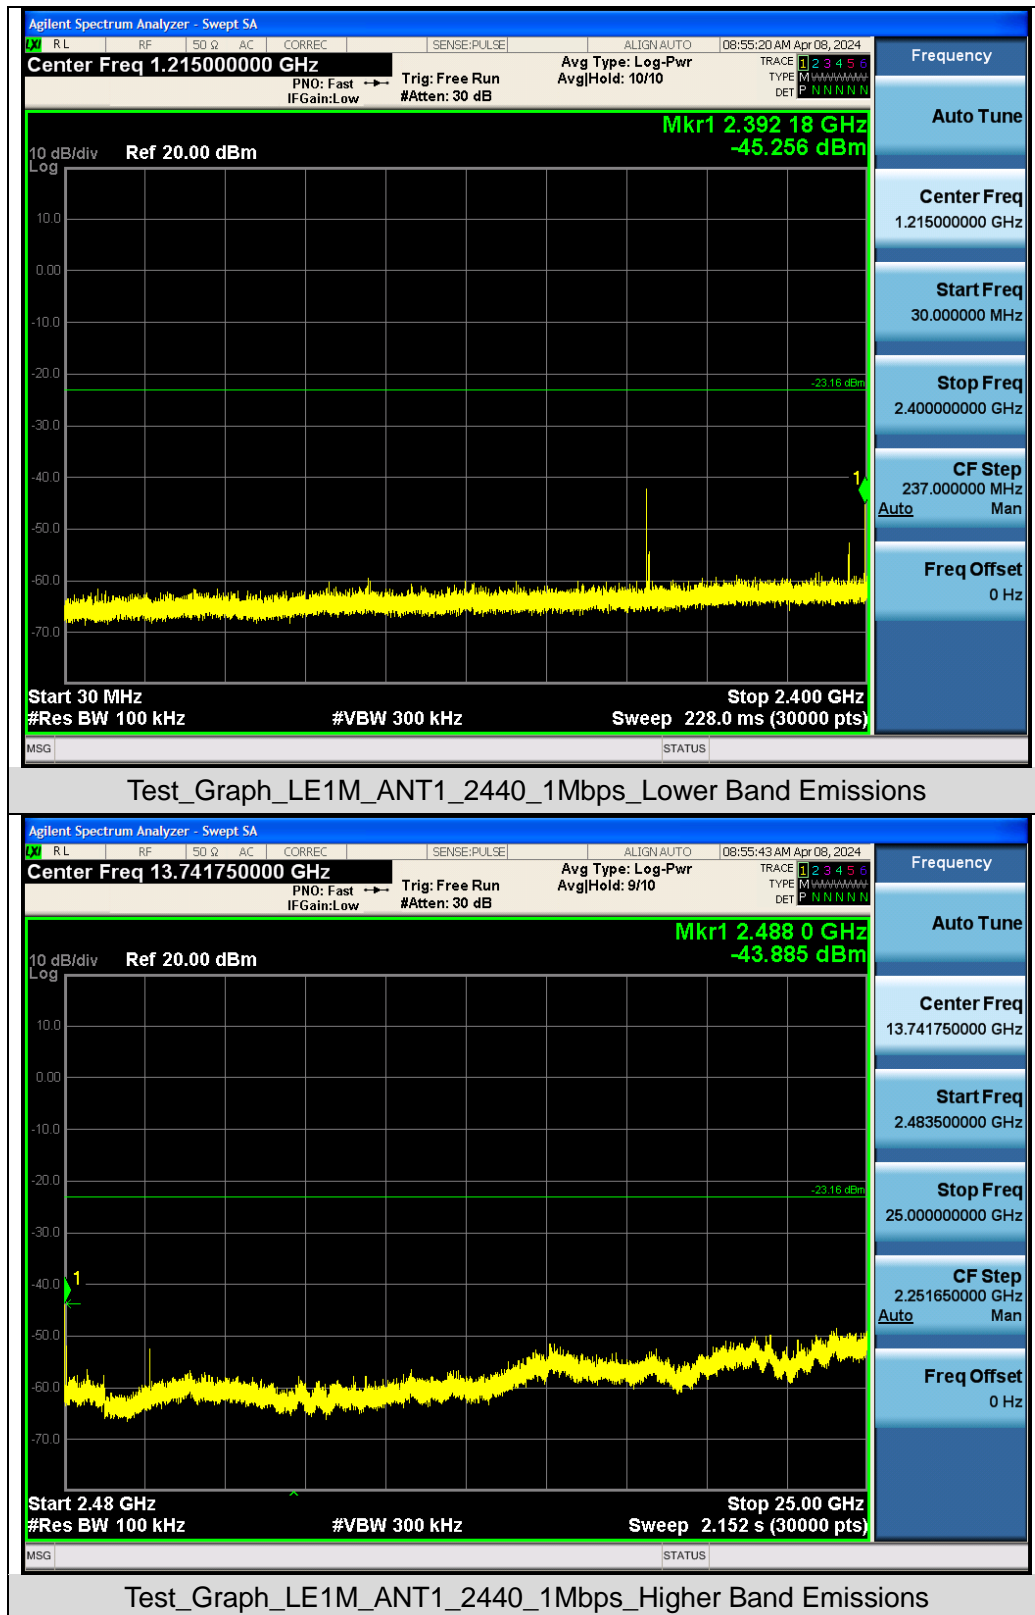 Agilent Spectrum Analyzer - Swept SA
LXI RL RF 50 Ω AC CORREC SENSE:PULSE ALIGN AUTO 08:55:20 AM Apr 08, 2024
Center Freq 1.215000000 GHz
PNO: Fast
IFGain:Low
Trig: Free Run
#Atten: 30 dB
Avg Type: Log-Pwr
Avg|Hold: 10/10
TRACE 1 2 3 4 5 6
TYPE M WWWWW
DET P N N N N N
Mkr1 2.392 18 GHz
-45.256 dBm
10 dB/div Ref 20.00 dBm
Log
10.0
0.00
-10.0
-20.0
-23.16 dBm
-30.0
-40.0
1
-50.0
-60.0
-70.0
Start 30 MHz Stop 2.400 GHz
#Res BW 100 kHz #VBW 300 kHz Sweep 228.0 ms (30000 pts)
MSG STATUS
Frequency
Auto Tune
Center Freq
1.215000000 GHz
Start Freq
30.000000 MHz
Stop Freq
2.400000000 GHz
CF Step
237.000000 MHz
Auto Man
Freq Offset
0 Hz
Test_Graph_LE1M_ANT1_2440_1Mbps_Lower Band Emissions
Agilent Spectrum Analyzer - Swept SA
LXI RL RF 50 Ω AC CORREC SENSE:PULSE ALIGN AUTO 08:55:43 AM Apr 08, 2024
Center Freq 13.741750000 GHz
PNO: Fast
IFGain:Low
Trig: Free Run
#Atten: 30 dB
Avg Type: Log-Pwr
Avg|Hold: 9/10
TRACE 1 2 3 4 5 6
TYPE M WWWWW
DET P N N N N N
Mkr1 2.488 0 GHz
-43.885 dBm
10 dB/div Ref 20.00 dBm
Log
10.0
0.00
-10.0
-20.0
-23.16 dBm
-30.0
-40.0
1
-50.0
-60.0
-70.0
Start 2.48 GHz Stop 25.00 GHz
#Res BW 100 kHz #VBW 300 kHz Sweep 2.152 s (30000 pts)
MSG STATUS
Frequency
Auto Tune
Center Freq
13.741750000 GHz
Start Freq
2.483500000 GHz
Stop Freq
25.000000000 GHz
CF Step
2.251650000 GHz
Auto Man
Freq Offset
0 Hz
Test_Graph_LE1M_ANT1_2440_1Mbps_Higher Band Emissions